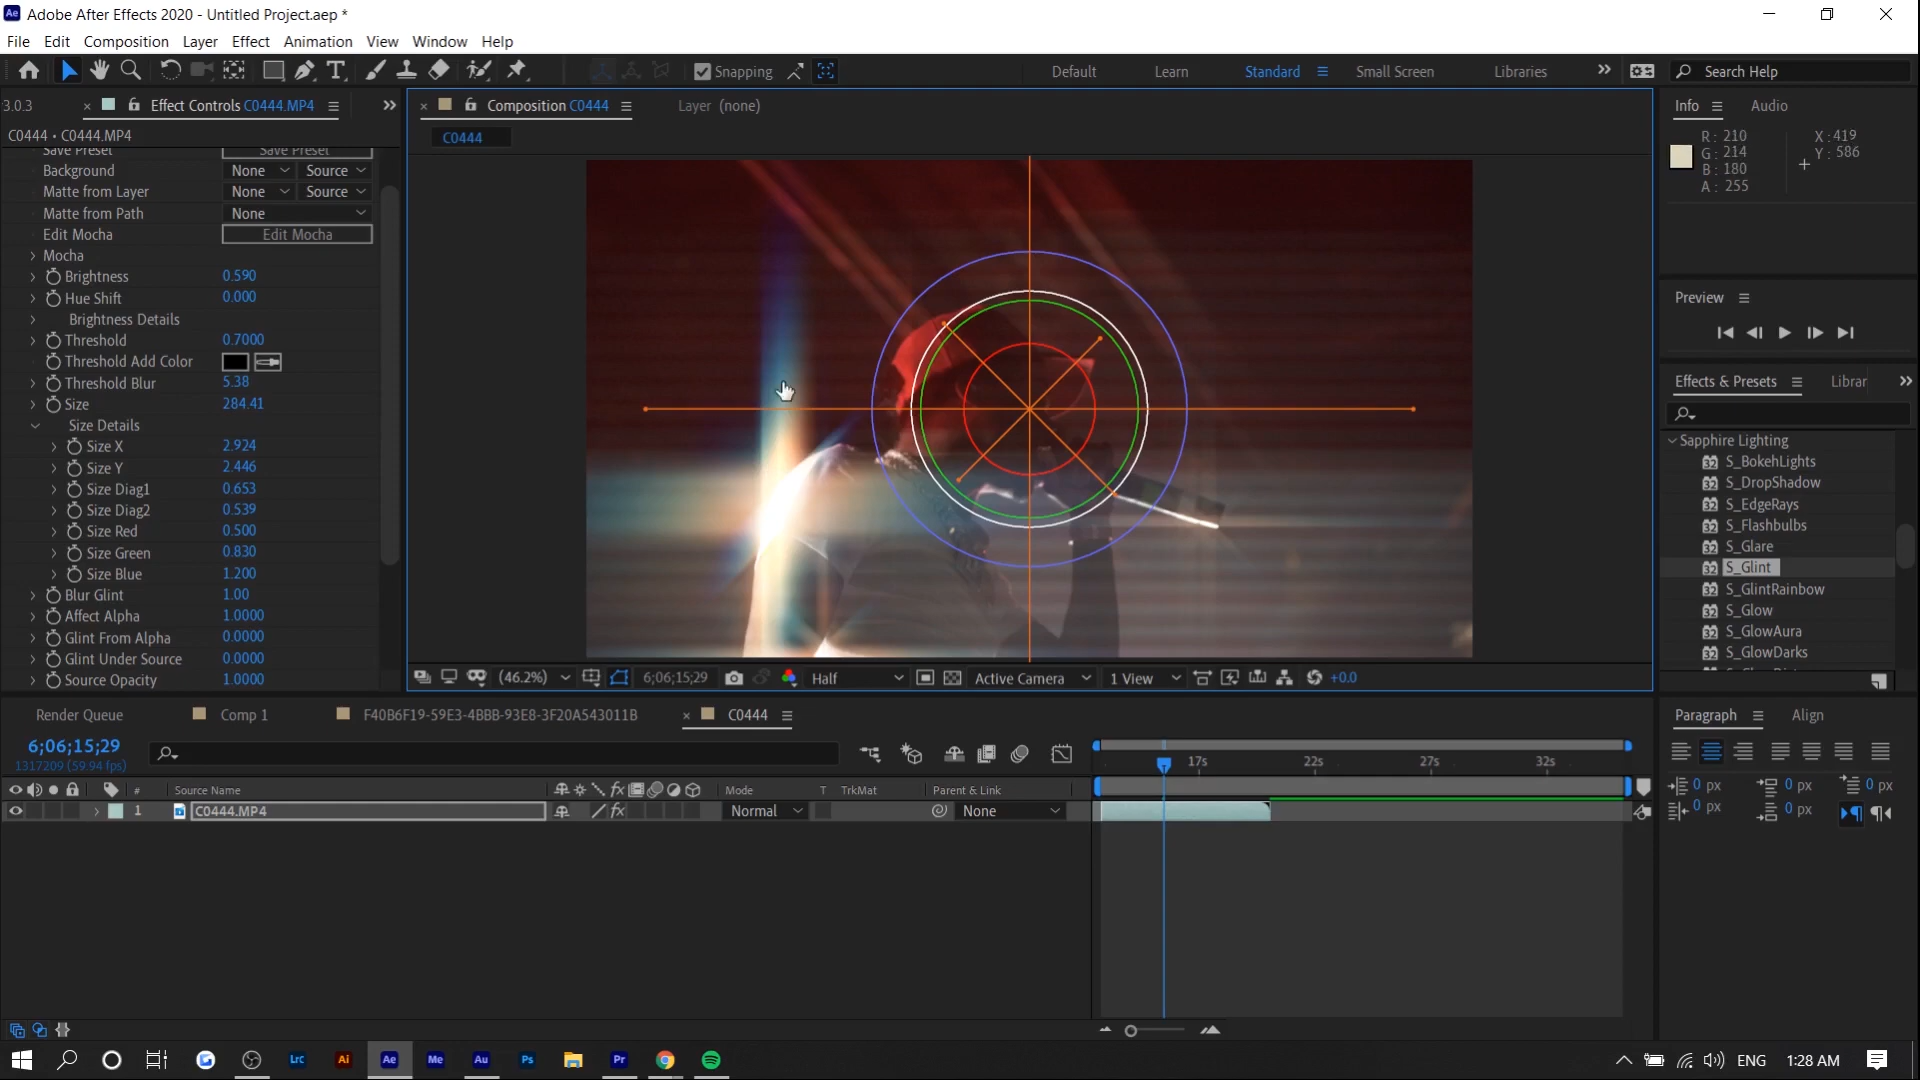 Adobe After Effects 2020 - Untitled Project.aep *
File Edit Composition Layer Effect Animation View Window Help
Snapping
Default Learn Standard Small Screen Libraries
Search Help
3.0.3
Effect Controls C0444.MP4
C0444 • C0444.MP4
Save Preset Save Preset
Background None Source
Matte from Layer None Source
Matte from Path None
Edit Mocha Edit Mocha
Mocha
Brightness 0.590
Hue Shift 0.000
Brightness Details
Threshold 0.7000
Threshold Add Color
Threshold Blur 5.38
Size 284.41
Size Details
Size X 2.924
Size Y 2.446
Size Diag1 0.653
Size Diag2 0.539
Size Red 0.500
Size Green 0.830
Size Blue 1.200
Blur Glint 1.00
Affect Alpha 1.0000
Glint From Alpha 0.0000
Glint Under Source 0.0000
Source Opacity 1.0000
Composition C0444
Layer (none)
C0444
(46.2%) 6;06;15;29 Half Active Camera 1 View +0.0
Info Audio
R: 210
G: 214
B: 180
A: 255
X: 419
Y: 586
Preview
Effects & Presets Librar
Sapphire Lighting
S_BokehLights
S_DropShadow
S_EdgeRays
S_Flashbulbs
S_Glare
S_Glint
S_GlintRainbow
S_Glow
S_GlowAura
S_GlowDarks
Render Queue Comp 1 F40B6F19-59E3-4BBB-93E8-3F20A543011B C0444
6;06;15;29
1317209 (59.94 fps)
17s 22s 27s 32s
# Source Name Mode T TrkMat Parent & Link
1 C0444.MP4 fx Normal None
Paragraph Align
0 px 0 px 0 px
0 px 0 px
Lrc Ai Ae Me Au Ps Pr
ENG 1:28 AM